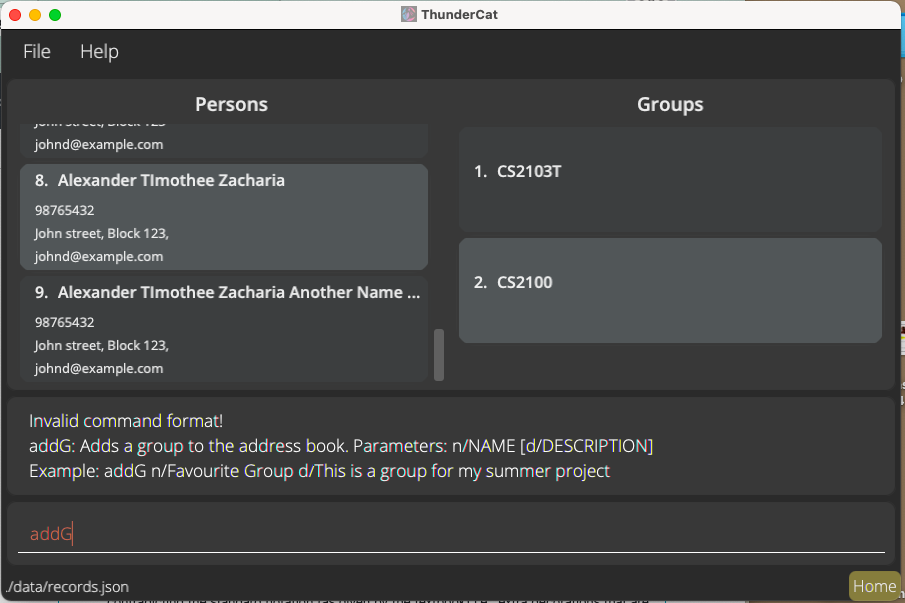 ThunderCat
File Help
Persons
John street, Block 123
johnd@example.com
8. Alexander TImothee Zacharia
98765432
John street, Block 123,
johnd@example.com
9. Alexander TImothee Zacharia Another Name ...
98765432
John street, Block 123,
johnd@example.com
Groups
1. CS2103T
2. CS2100
Invalid command format!
addG: Adds a group to the address book. Parameters: n/NAME [d/DESCRIPTION]
Example: addG n/Favourite Group d/This is a group for my summer project
addG
./data/records.json
Home